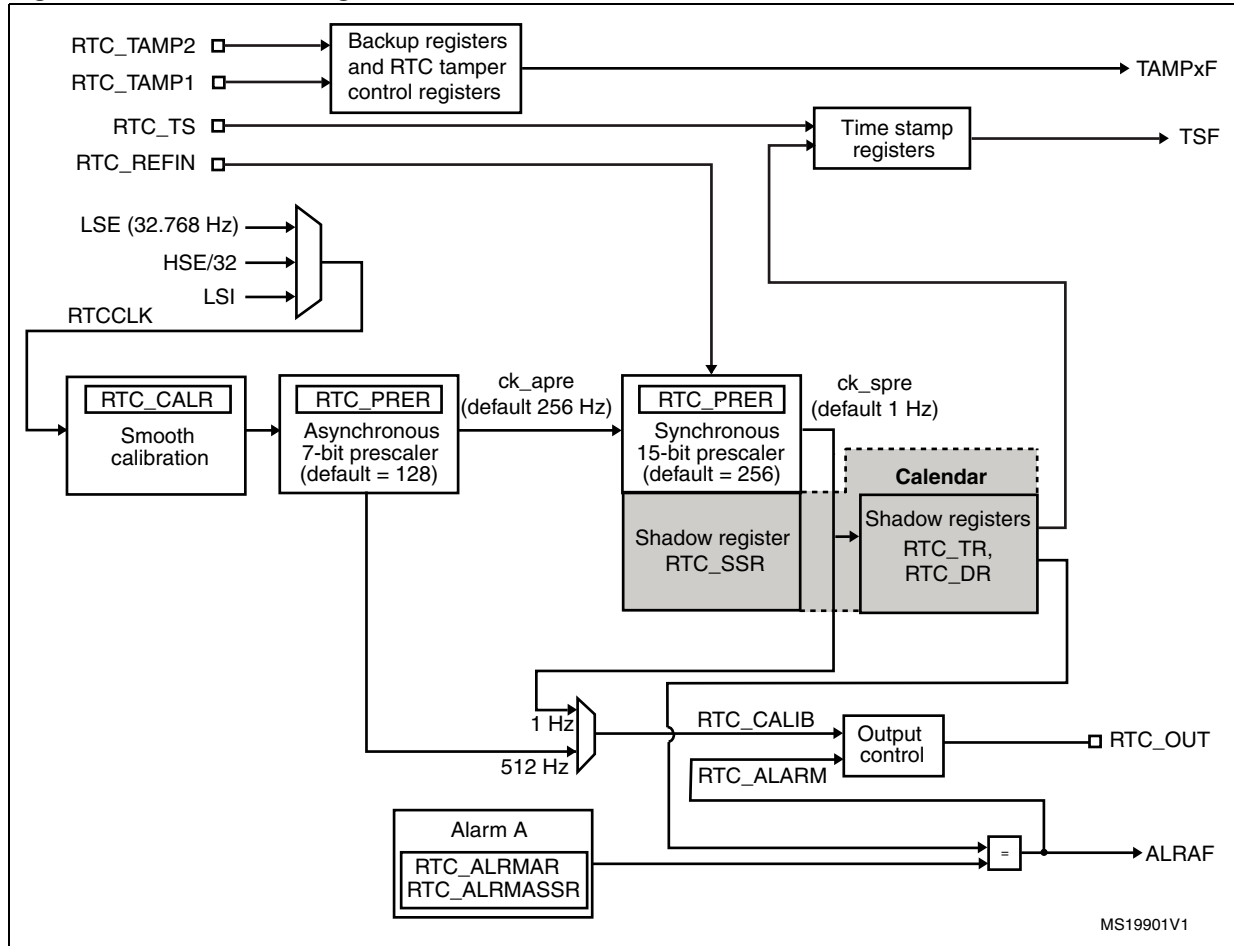 RTC_TAMP2
RTC_TAMP1
RTC_TS
RTC_REFIN
Backup registers
and RTC tamper
control registers
TAMPxF
Time stamp
registers
TSF
LSE (32.768 Hz)
HSE/32
LSI
RTCCLK
RTC_CALR
Smooth
calibration
RTC_PRER
Asynchronous
7-bit prescaler
(default = 128)
ck_apre
(default 256 Hz)
RTC_PRER
Synchronous
15-bit prescaler
(default = 256)
ck_spre
(default 1 Hz)
Calendar
Shadow register
RTC_SSR
Shadow registers
RTC_TR,
RTC_DR
1 Hz
512 Hz
RTC_CALIB
RTC_ALARM
Output
control
RTC_OUT
Alarm A
RTC_ALRMAR
RTC_ALRMASSR
=
ALRAF
MS19901V1